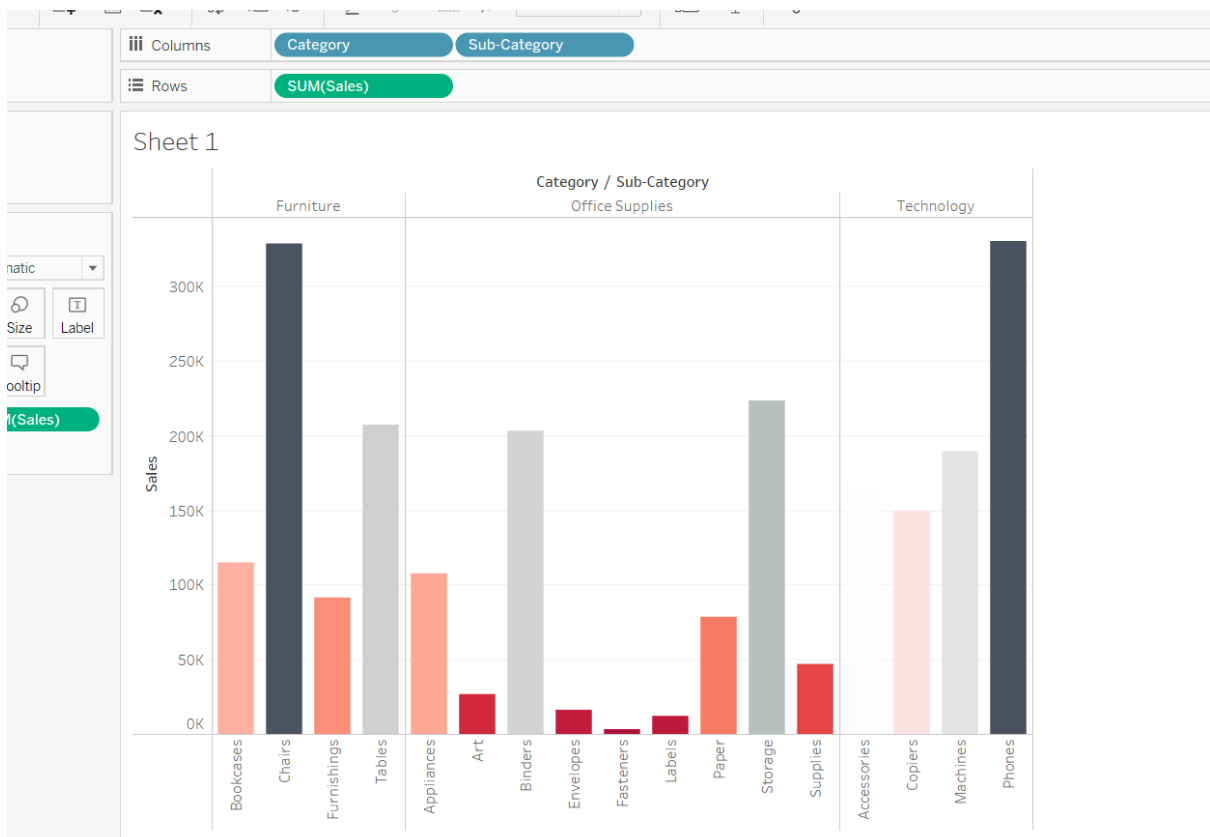 Columns
Category
Sub-Category
Rows
SUM(Sales)
Sheet 1
Category / Sub-Category
Furniture
Office Supplies
Technology
matic
Size
Label
ooltip
M(Sales)
300K
250K
200K
150K
100K
50K
0K
Sales
Bookcases
Chairs
Furnishings
Tables
Appliances
Art
Binders
Envelopes
Fasteners
Labels
Paper
Storage
Supplies
Accessories
Copiers
Machines
Phones